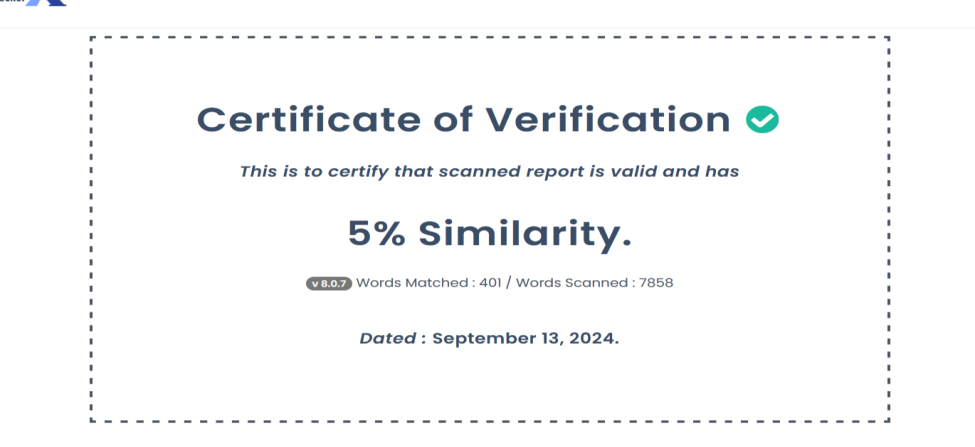 Certificate of Verification
This is to certify that scanned report is valid and has
5% Similarity.
v 8.0.7 Words Matched : 401 / Words Scanned : 7858
Dated : September 13, 2024.